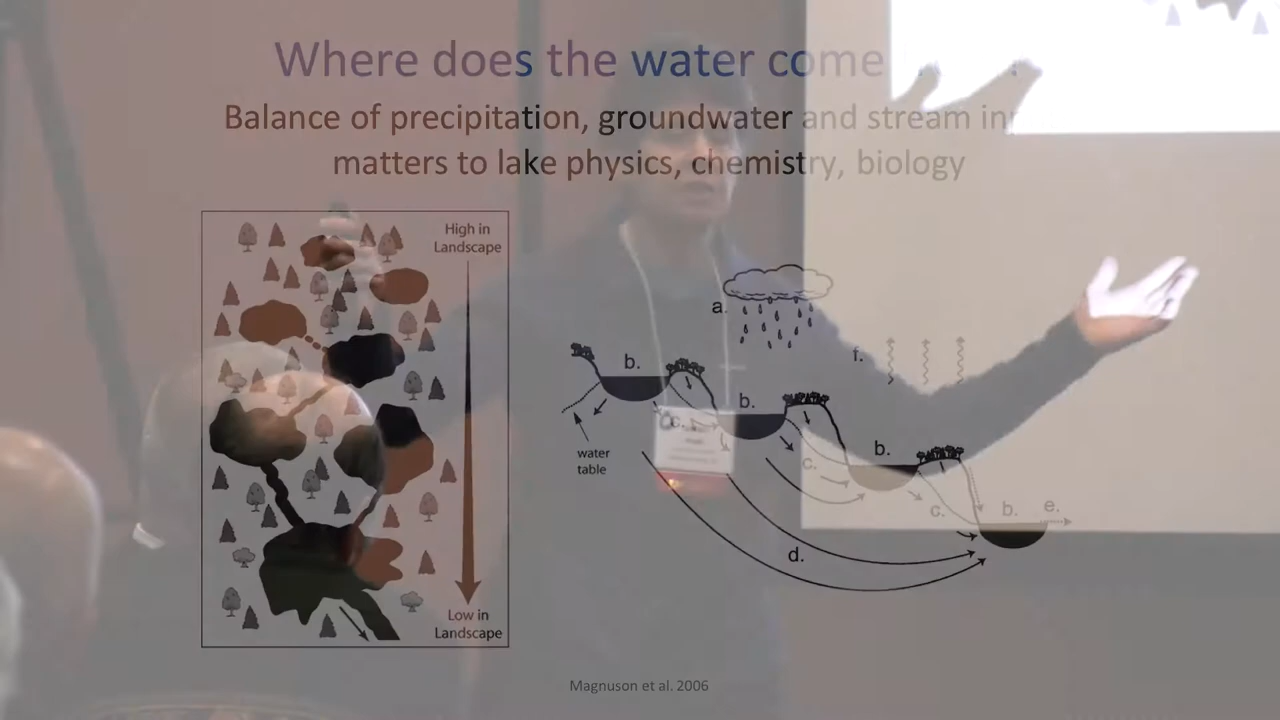 Where does the water come
Balance of precipitation, groundwater and stream in
matters to lake physics, chemistry, biology
High in
Landscape
a.
f.
b.
b.
b.
c.
c.
c.
water
table
b.
e.
d.
Low in
Landscape
Magnuson et al. 2006